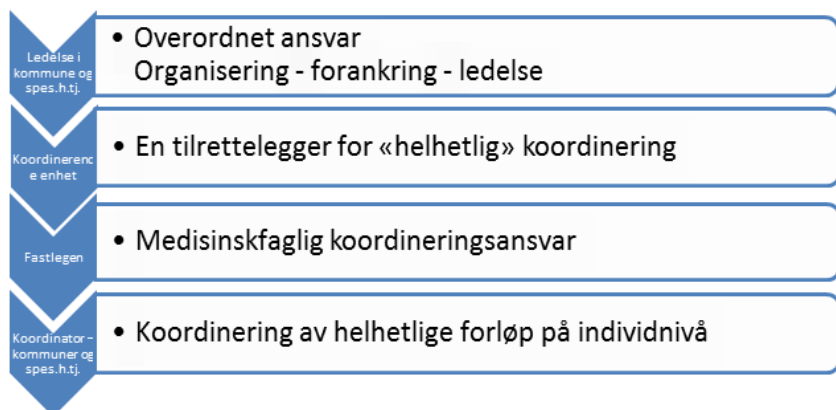 Ledelse i
kommune og
spes.h.tj.
• Overordnet ansvar
Organisering - forankring - ledelse
Koordinerend
e enhet
• En tilrettelegger for «helhetlig» koordinering
Fastlegen
• Medisinskfaglig koordineringsansvar
Koordinator –
kommuner og
spes.h.tj.
• Koordinering av helhetlige forløp på individnivå